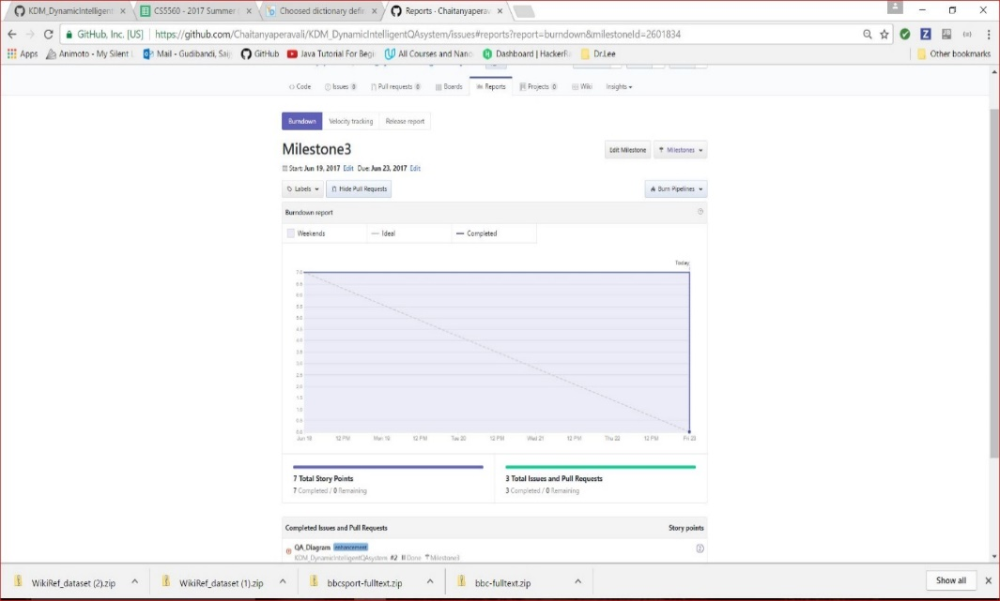 KDM_DynamicIntelligent
CS5560 - 2017 Summer
Choosed dictionary defin
Reports · Chaitanyaperav
GitHub, Inc. [US] | https://github.com/Chaitanyaperavali/KDM_DynamicIntelligentQAsystem/issues#reports?report=burndown&milestoneId=2601834
Apps Animoto - My Silent Mail - Gudibandi, Sai GitHub Java Tutorial For Begi All Courses and Nano Dashboard | HackerR Dr.Lee Other bookmarks
Code Issues 0 Pull requests 0 Boards Reports Projects 0 Wiki Insights
Burndown Velocity tracking Release report
Milestone3
Edit Milestone Milestones
Start: Jun 19, 2017 Edit Due: Jun 23, 2017 Edit
Labels Hide Pull Requests Burn Pipelines
Burndown report
Weekends Ideal Completed
Today
7.0
6.5
6.0
5.5
5.0
4.5
4.0
3.5
3.0
2.5
2.0
1.5
1.0
0.5
0.0
Jun 18 12 PM Mon 19 12 PM Tue 20 12 PM Wed 21 12 PM Thu 22 12 PM Fri 23
7 Total Story Points
7 Completed / 0 Remaining
3 Total Issues and Pull Requests
3 Completed / 0 Remaining
Completed Issues and Pull Requests Story points
QA_Diagram enhancement 2
KDM_DynamicIntelligentQAsystem #2 Done Milestone3
WikiRef_dataset (2).zip WikiRef_dataset (1).zip bbcsport-fulltext.zip bbc-fulltext.zip Show all